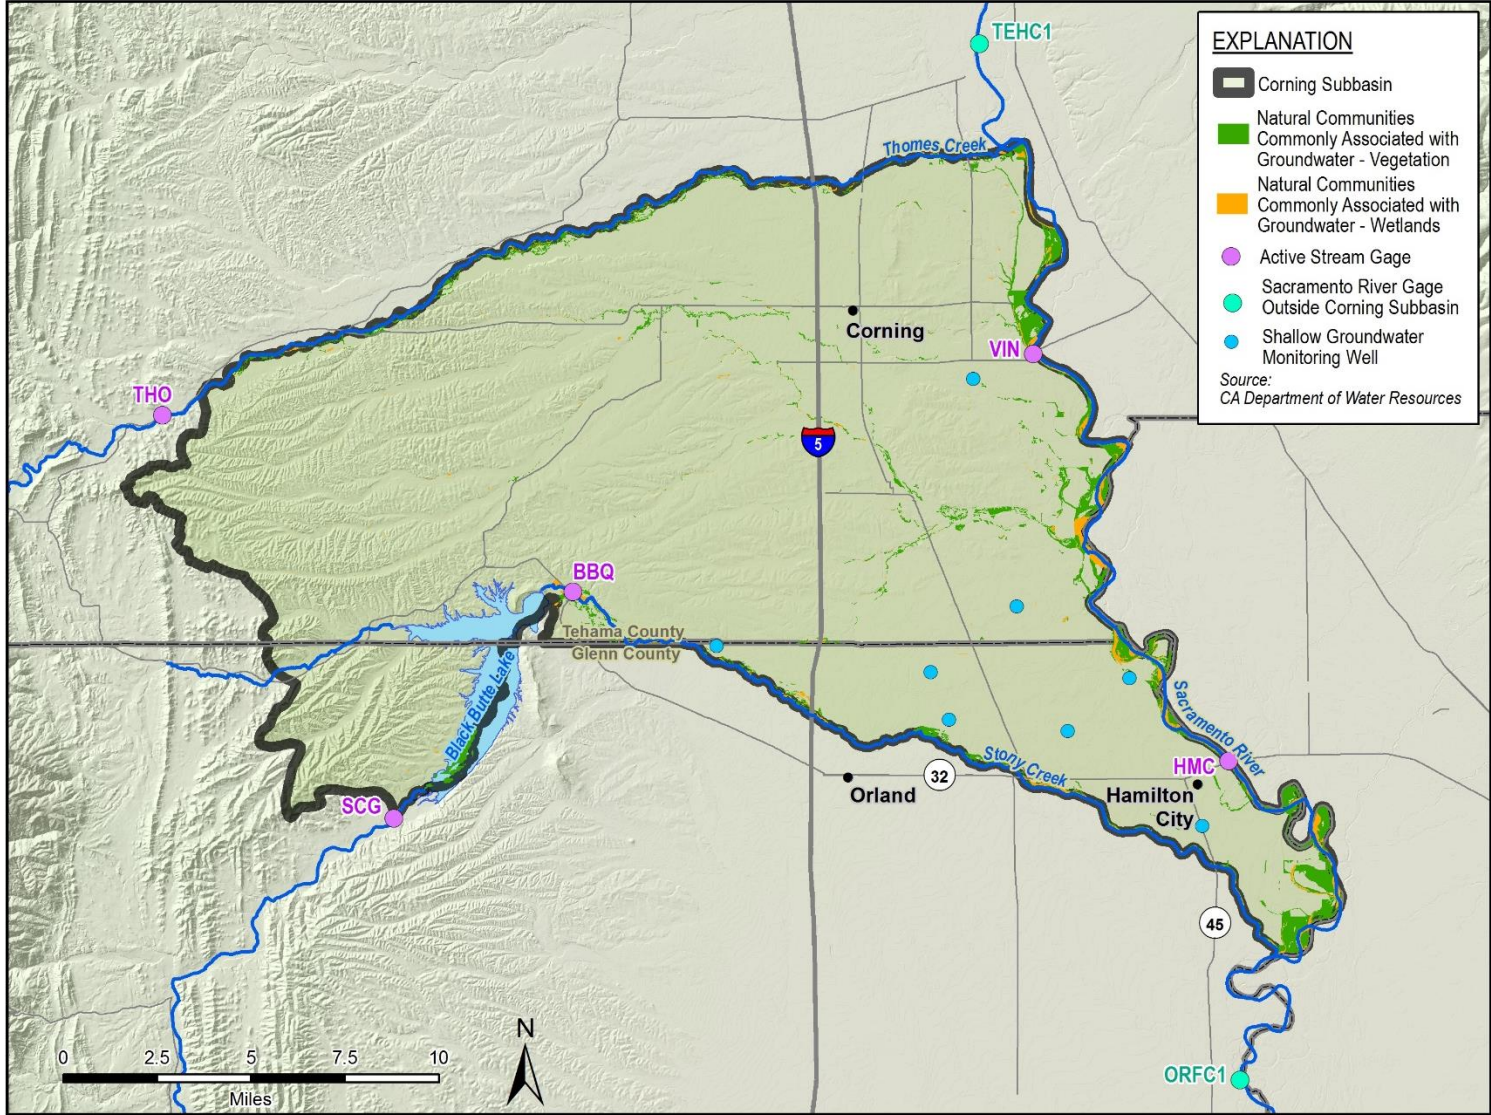 TEHC1
EXPLANATION
Corning Subbasin
Natural Communities
Commonly Associated with
Groundwater - Vegetation
Natural Communities
Commonly Associated with
Groundwater - Wetlands
Active Stream Gage
Sacramento River Gage
Outside Corning Subbasin
Shallow Groundwater
Monitoring Well
Source:
CA Department of Water Resources
Thomes Creek
Corning
VIN
THO
5
BBQ
Tehama County
Glenn County
Black Butte Lake
Sacramento River
Stony Creek
HMC
SCG
Orland
32
Hamilton
City
45
N
0 2.5 5 7.5 10
Miles
ORFC1